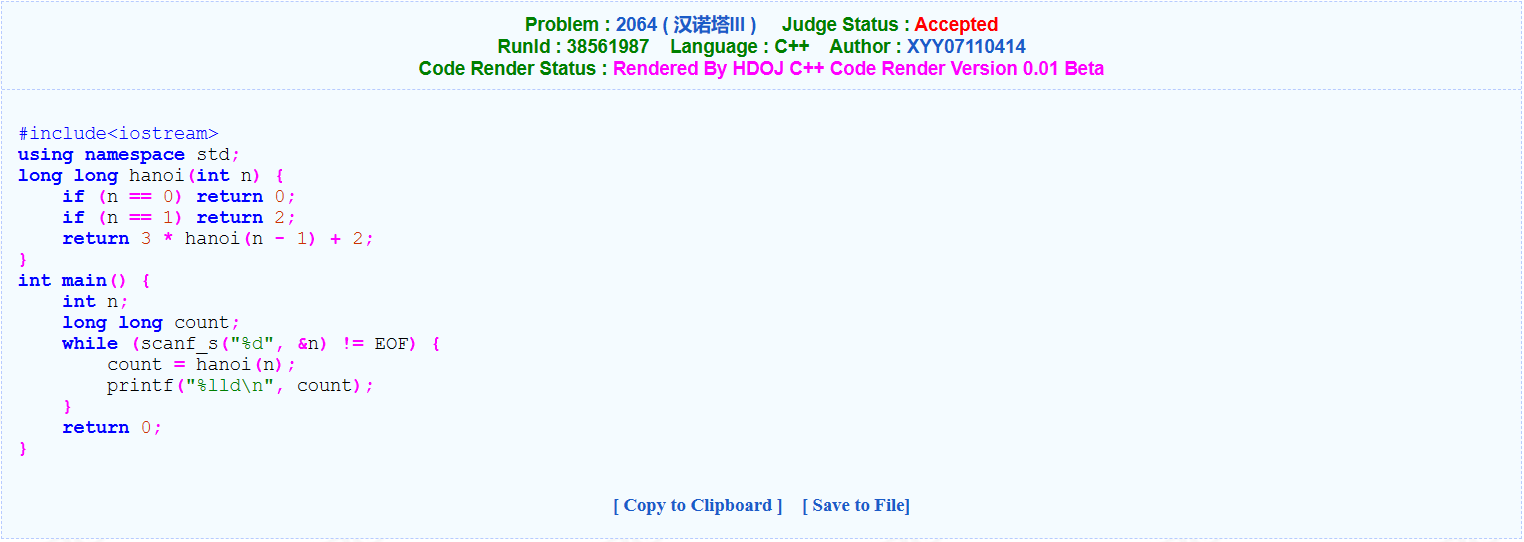 Problem : 2064 ( 汉诺塔III )     Judge Status : Accepted
RunId : 38561987    Language : C++    Author : XYY07110414
Code Render Status : Rendered By HDOJ C++ Code Render Version 0.01 Beta
#include<iostream>
using namespace std;
long long hanoi(int n) {
    if (n == 0) return 0;
    if (n == 1) return 2;
    return 3 * hanoi(n - 1) + 2;
}
int main() {
    int n;
    long long count;
    while (scanf_s("%d", &n) != EOF) {
        count = hanoi(n);
        printf("%lld\n", count);
    }
    return 0;
}
[ Copy to Clipboard ]    [ Save to File]